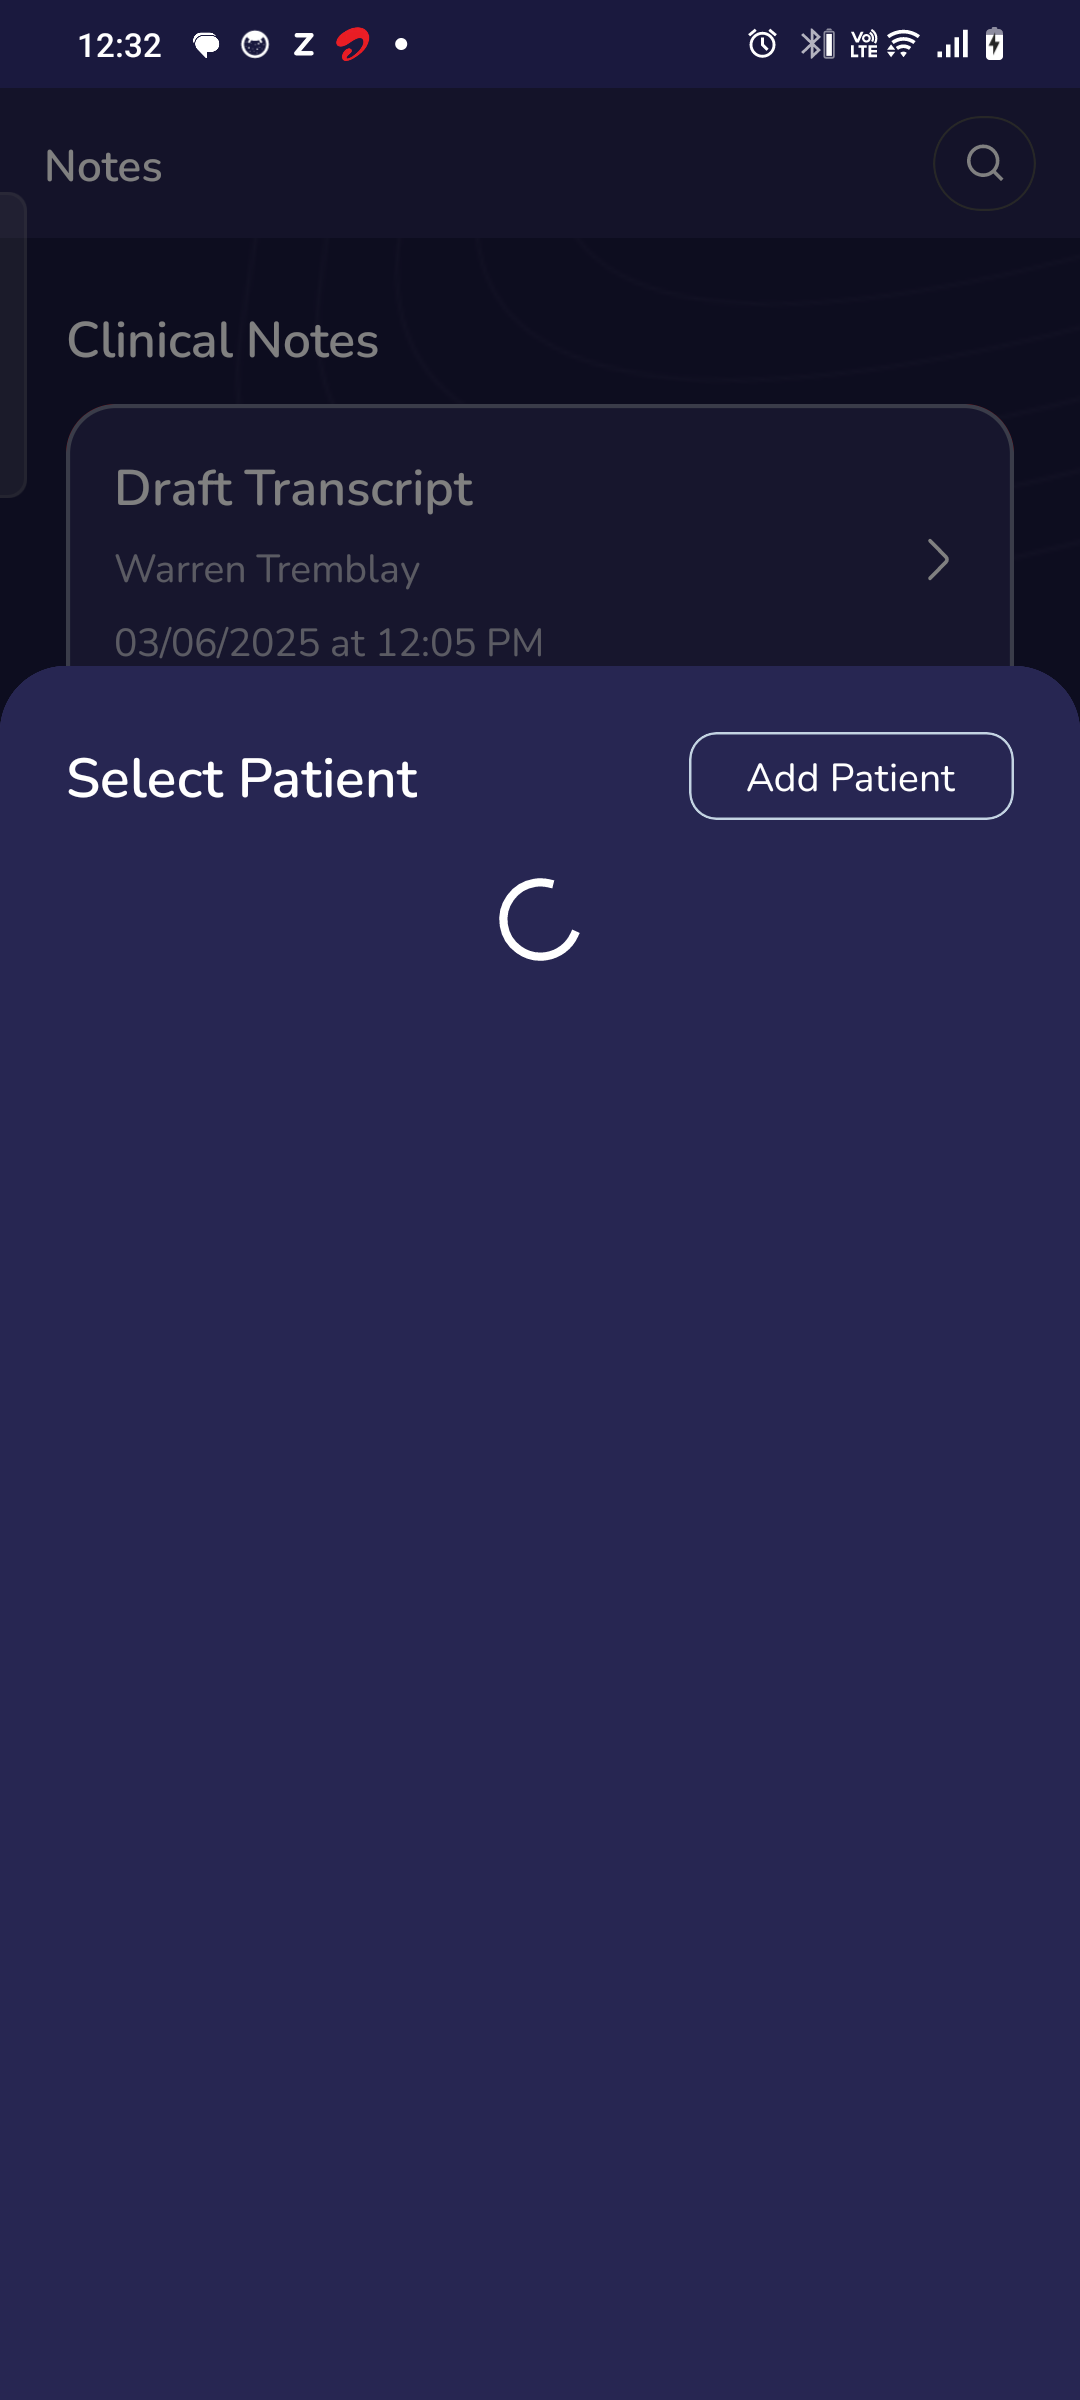 12:32 Z Vo) LTE
Notes
Clinical Notes
Draft Transcript
Warren Tremblay
03/06/2025 at 12:05 PM
Select Patient
Add Patient